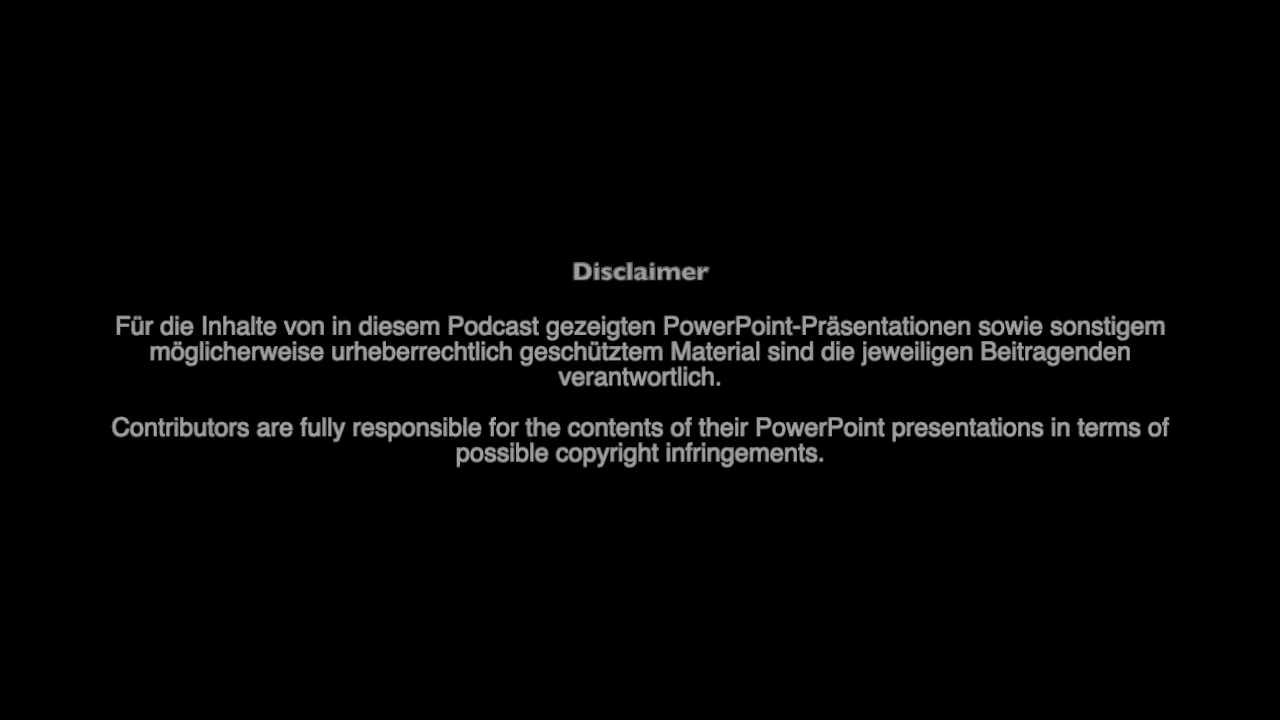 Disclaimer
Für die Inhalte von in diesem Podcast gezeigten PowerPoint-Präsentationen sowie sonstigem
möglicherweise urheberrechtlich geschütztem Material sind die jeweiligen Beitragenden
verantwortlich.
Contributors are fully responsible for the contents of their PowerPoint presentations in terms of
possible copyright infringements.